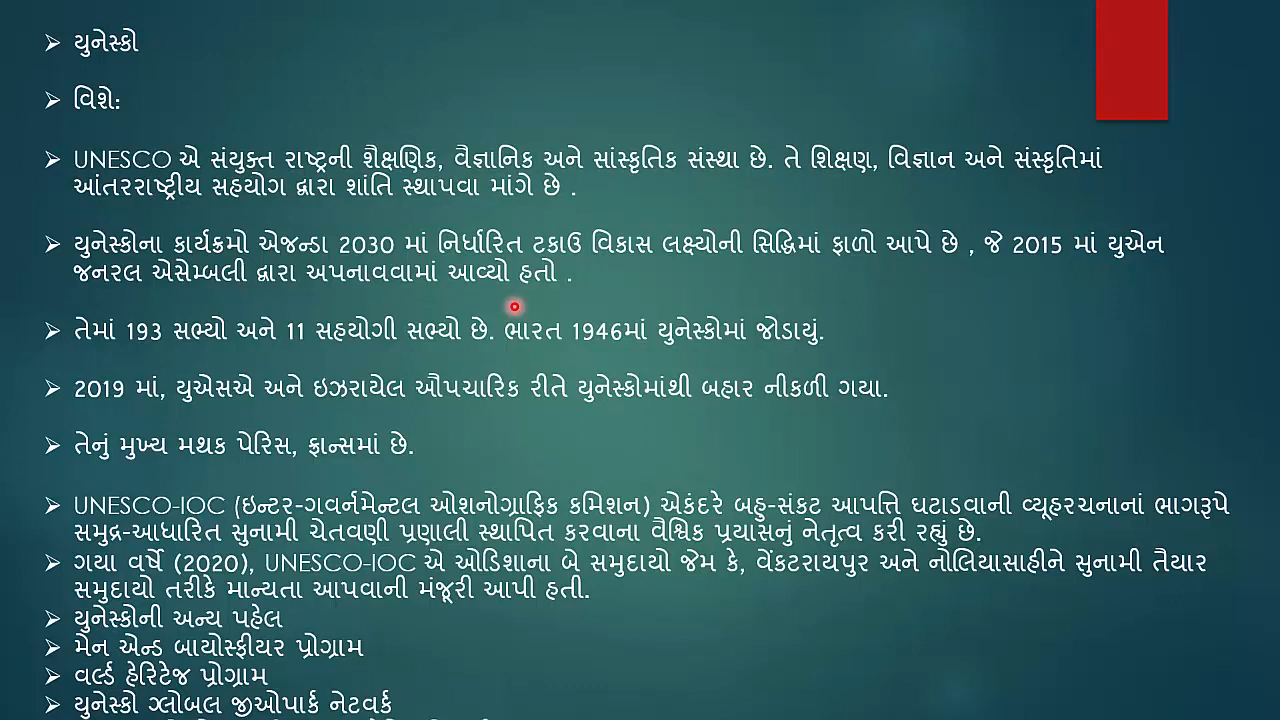 ➢ યુનેસ્કો
➢ વિશે:
➢ UNESCO એ સંયુક્ત રાષ્ટ્રની શૈક્ષણિક, વૈજ્ઞાનિક અને સાંસ્કૃતિક સંસ્થા છે. તે શિક્ષણ, વિજ્ઞાન અને સંસ્કૃતિમાં
આંતરરાષ્ટ્રીય સહયોગ દ્વારા શાંતિ સ્થાપવા માંગે છે .
➢ યુનેસ્કોના કાર્યક્રમો એજન્ડા 2030 માં નિર્ધારિત ટકાઉ વિકાસ લક્ષ્યોની સિદ્ધિમાં ફાળો આપે છે , જે 2015 માં યુએન
જનરલ એસેમ્બલી દ્વારા અપનાવવામાં આવ્યો હતો .
➢ તેમાં 193 સભ્યો અને 11 સહયોગી સભ્યો છે. ભારત 1946માં યુનેસ્કોમાં જોડાયું.
➢ 2019 માં, યુએસએ અને ઇઝરાયેલ ઔપચારિક રીતે યુનેસ્કોમાંથી બહાર નીકળી ગયા.
➢ તેનું મુખ્ય મથક પેરિસ, ફ્રાન્સમાં છે.
➢ UNESCO-IOC (ઇન્ટર-ગવર્નમેન્ટલ ઓશનોગ્રાફિક કમિશન) એકંદરે બહુ-સંકટ આપત્તિ ઘટાડવાની વ્યૂહરચનાનાં ભાગરૂપે
સમુદ્ર-આધારિત સુનામી ચેતવણી પ્રણાલી સ્થાપિત કરવાના વૈશ્વિક પ્રયાસનું નેતૃત્વ કરી રહ્યું છે.
➢ ગયા વર્ષે (2020), UNESCO-IOC એ ઓડિશાના બે સમુદાયો જેમ કે, વેંકટરાયપુર અને નોલિયાસાહીને સુનામી તૈયાર
સમુદાયો તરીકે માન્યતા આપવાની મંજૂરી આપી હતી.
➢ યુનેસ્કોની અન્ય પહેલ
➢ મેન એન્ડ બાયોસ્ફીયર પ્રોગ્રામ
➢ વર્લ્ડ હેરિટેજ પ્રોગ્રામ
➢ યુનેસ્કો ગ્લોબલ જીઓપાર્ક નેટવર્ક